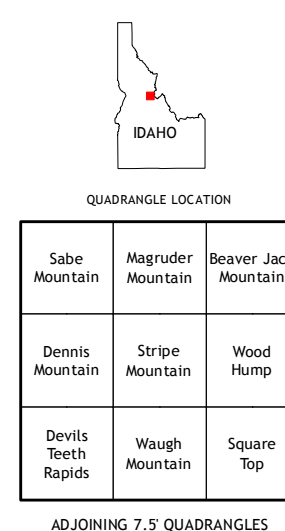 IDAHO
QUADRANGLE LOCATION
Sabe
Mountain
Magruder
Mountain
Beaver Jac
Mountain
Dennis
Mountain
Stripe
Mountain
Wood
Hump
Devils
Teeth
Rapids
Waugh
Mountain
Square
Top
ADJOINING 7.5' QUADRANGLES